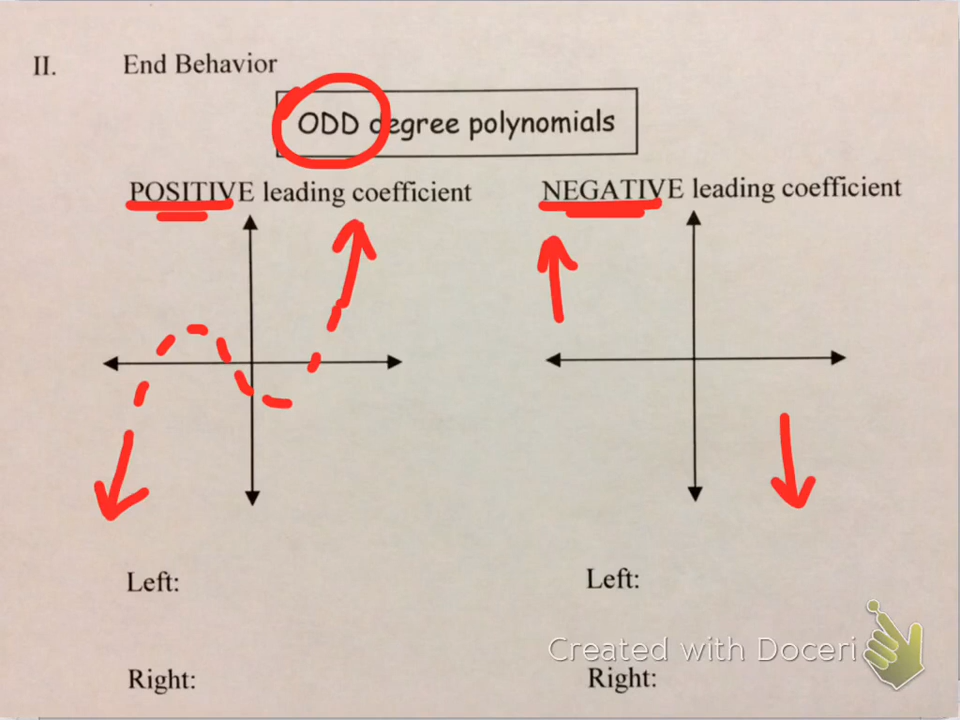 II. End Behavior
ODD degree polynomials
POSITIVE leading coefficient
NEGATIVE leading coefficient
Left:
Left:
Created with Doceri
Right:
Right: